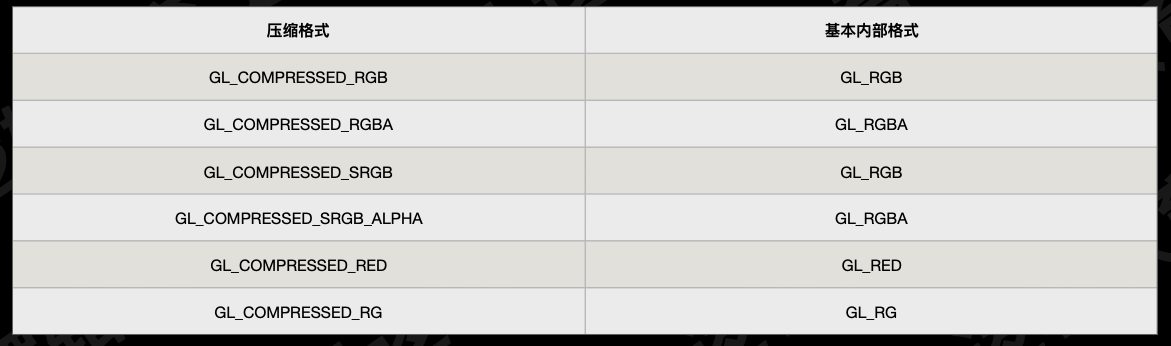 压缩格式 基本内部格式
GL_COMPRESSED_RGB GL_RGB
GL_COMPRESSED_RGBA GL_RGBA
GL_COMPRESSED_SRGB GL_RGB
GL_COMPRESSED_SRGB_ALPHA GL_RGBA
GL_COMPRESSED_RED GL_RED
GL_COMPRESSED_RG GL_RG